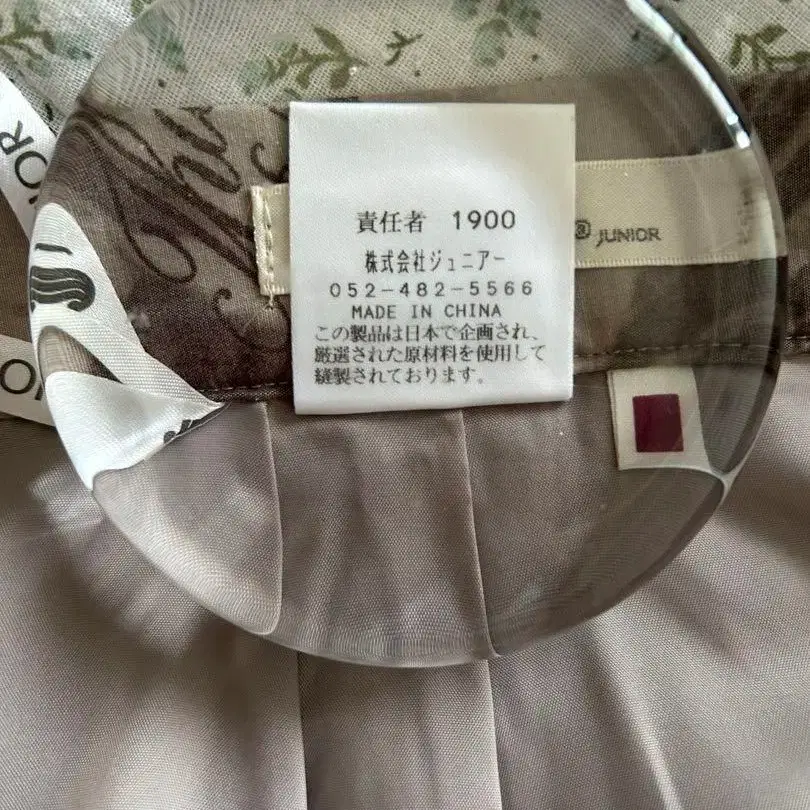 責任者 1900
株式会社ジュニアー
052-482-5566
MADE IN CHINA
この製品は日本で企画され、
厳選された原材料を使用して
縫製されております。
JUNIOR